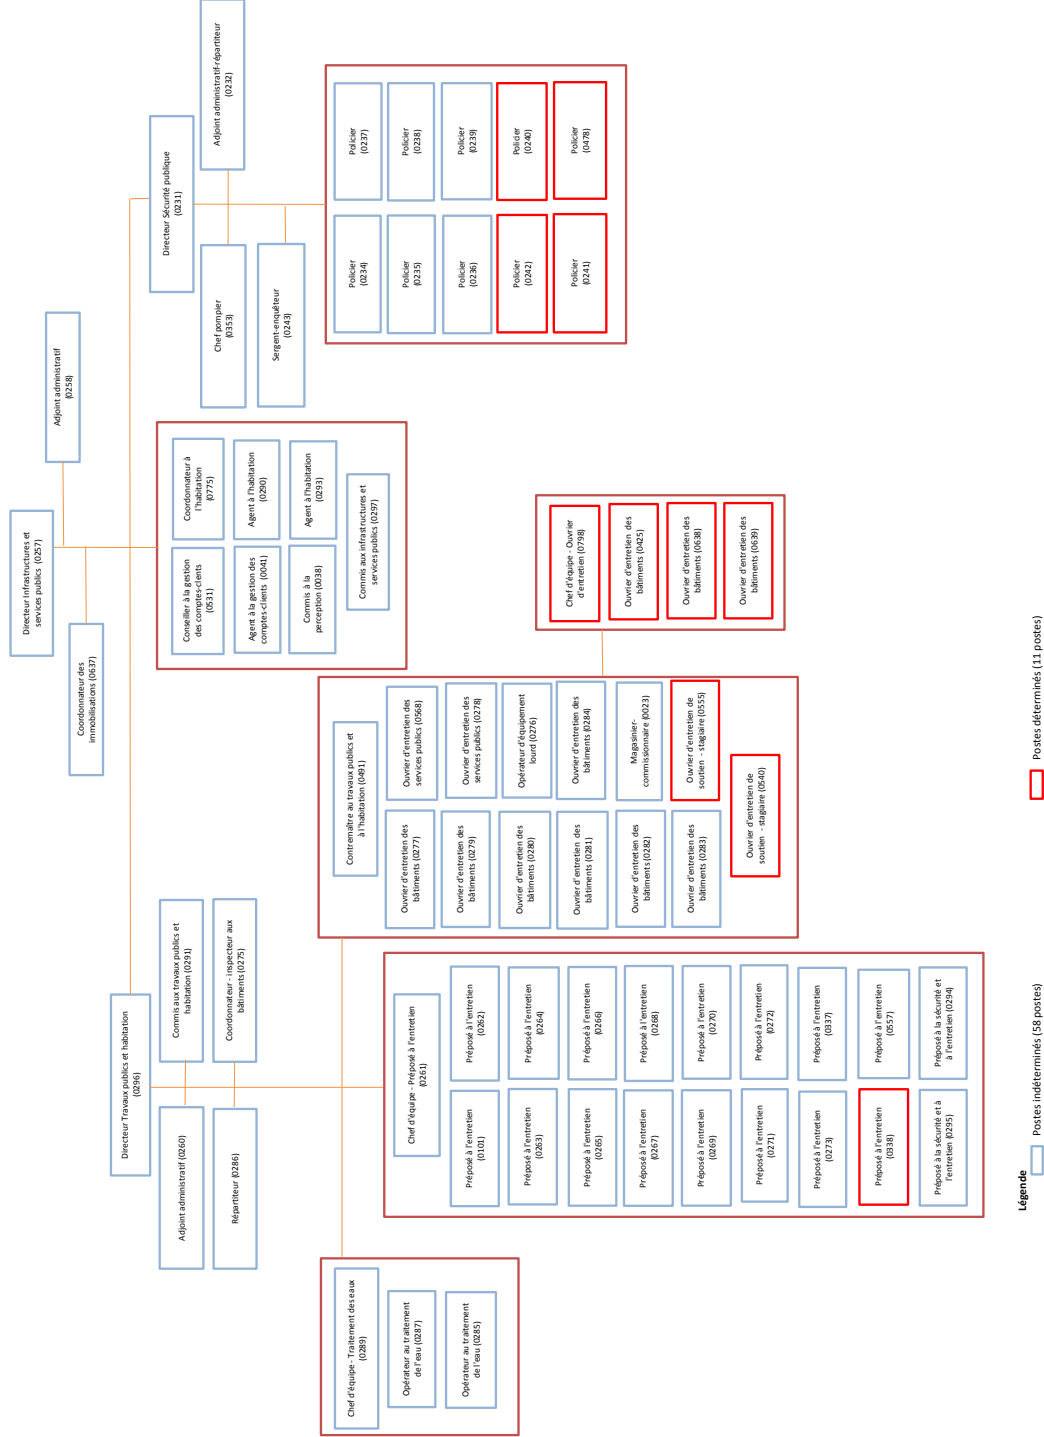 Directeur Infrastructures et
services publics (0257)
Adjoint administratif
(0258)
Coordonnateur des
immobilisations (0637)
Directeur Travaux publics et habitation
(0296)
Directeur Sécurité publique
(0231)
Adjoint administratif (0260)
Commis aux travaux publics et
habitation (0291)
Répartiteur (0286)
Coordonnateur - inspecteur aux
bâtiments (0275)
Conseiller à la gestion
des comptes-clients
(0531)
Coordonnateur à
l'habitation
(0775)
Agent à la gestion des
comptes-clients (0041)
Agent à l'habitation
(0290)
Commis à la
perception (0038)
Agent à l'habitation
(0293)
Commis aux infrastructures et
services publics (0297)
Chef pompier
(0353)
Adjoint administratif-répartiteur
(0232)
Sergent-enquêteur
(0243)
Chef d'équipe - Traitement des eaux
(0289)
Opérateur au traitement
de l'eau (0287)
Opérateur au traitement
de l'eau (0285)
Chef d'équipe - Préposé à l'entretien
(0261)
Préposé à l'entretien
(0101)
Préposé à l'entretien
(0262)
Préposé à l'entretien
(0263)
Préposé à l'entretien
(0264)
Préposé à l'entretien
(0265)
Préposé à l'entretien
(0266)
Préposé à l'entretien
(0267)
Préposé à l'entretien
(0268)
Préposé à l'entretien
(0269)
Préposé à l'entretien
(0270)
Préposé à l'entretien
(0271)
Préposé à l'entretien
(0272)
Préposé à l'entretien
(0273)
Préposé à l'entretien
(0337)
Préposé à l'entretien
(0338)
Préposé à l'entretien
(0557)
Préposé à la sécurité et à
l'entretien (0295)
Préposé à la sécurité et
à l'entretien (0294)
Contremaître au travaux publics et
à l'habitation (0491)
Ouvrier d'entretien des
bâtiments (0277)
Ouvrier d'entretien des
services publics (0568)
Ouvrier d'entretien des
bâtiments (0279)
Ouvrier d'entretien des
services publics (0278)
Ouvrier d'entretien des
bâtiments (0280)
Opérateur d'équipement
lourd (0276)
Ouvrier d'entretien des
bâtiments (0281)
Ouvrier d'entretien des
bâtiments (0284)
Ouvrier d'entretien des
bâtiments (0282)
Magasinier-
commissionnaire (0023)
Ouvrier d'entretien des
bâtiments (0283)
Ouvrier d'entretien de
soutien - stagiaire (0555)
Ouvrier d'entretien de
soutien - stagiaire (0540)
Chef d'équipe - Ouvrier
d'entretien (0798)
Ouvrier d'entretien des
bâtiments (0425)
Ouvrier d'entretien des
bâtiments (0638)
Ouvrier d'entretien des
bâtiments (0639)
Policier
(0234)
Policier
(0237)
Policier
(0235)
Policier
(0238)
Policier
(0236)
Policier
(0239)
Policier
(0242)
Policier
(0240)
Policier
(0241)
Policier
(0478)
Légende
Postes indéterminés (58 postes)
Postes déterminés (11 postes)